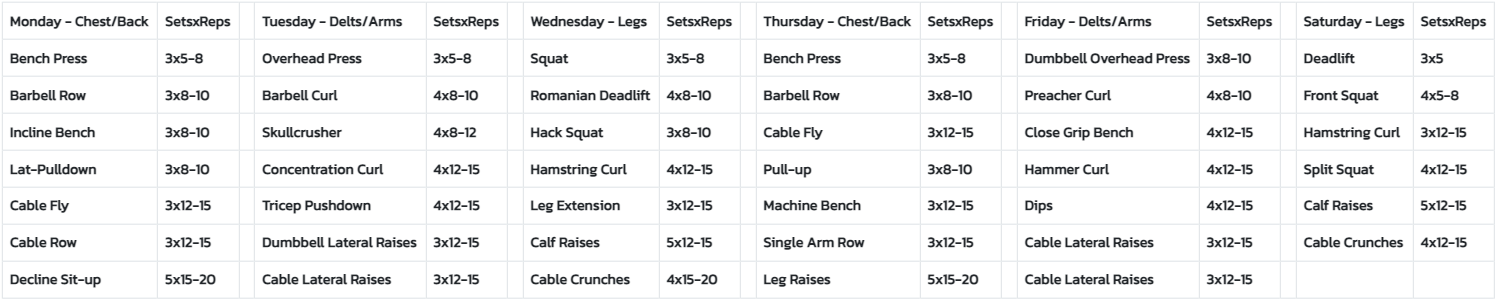 Monday - Chest/Back SetsxReps Tuesday - Delts/Arms SetsxReps Wednesday - Legs SetsxReps Thursday - Chest/Back SetsxReps Friday - Delts/Arms SetsxReps Saturday - Legs SetsxReps
Bench Press 3x5-8 Overhead Press 3x5-8 Squat 3x5-8 Bench Press 3x5-8 Dumbbell Overhead Press 3x8-10 Deadlift 3x5
Barbell Row 3x8-10 Barbell Curl 4x8-10 Romanian Deadlift 4x8-10 Barbell Row 3x8-10 Preacher Curl 4x8-10 Front Squat 4x5-8
Incline Bench 3x8-10 Skullcrusher 4x8-12 Hack Squat 3x8-10 Cable Fly 3x12-15 Close Grip Bench 4x12-15 Hamstring Curl 3x12-15
Lat-Pulldown 3x8-10 Concentration Curl 4x12-15 Hamstring Curl 4x12-15 Pull-up 3x8-10 Hammer Curl 4x12-15 Split Squat 4x12-15
Cable Fly 3x12-15 Tricep Pushdown 4x12-15 Leg Extension 3x12-15 Machine Bench 3x12-15 Dips 4x12-15 Calf Raises 5x12-15
Cable Row 3x12-15 Dumbbell Lateral Raises 3x12-15 Calf Raises 5x12-15 Single Arm Row 3x12-15 Cable Lateral Raises 3x12-15 Cable Crunches 4x12-15
Decline Sit-up 5x15-20 Cable Lateral Raises 3x12-15 Cable Crunches 4x15-20 Leg Raises 5x15-20 Cable Lateral Raises 3x12-15